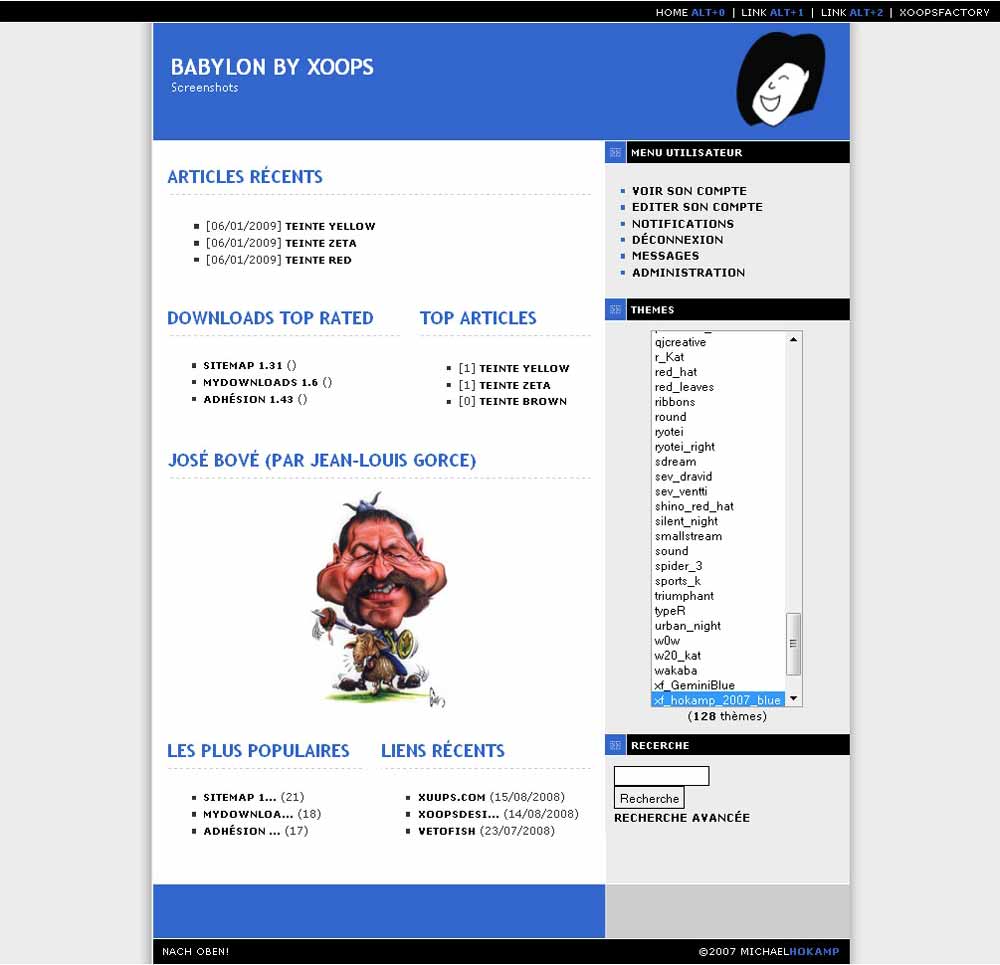 HOME ALT+0 | LINK ALT+1 | LINK ALT+2 | XOOPSFACTORY
BABYLON BY XOOPS
Screenshots
ARTICLES RÉCENTS
[06/01/2009] TEINTE YELLOW
[06/01/2009] TEINTE ZETA
[06/01/2009] TEINTE RED
DOWNLOADS TOP RATED
SITEMAP 1.31 ()
MYDOWNLOADS 1.6 ()
ADHÉSION 1.43 ()
TOP ARTICLES
[1] TEINTE YELLOW
[1] TEINTE ZETA
[0] TEINTE BROWN
JOSÉ BOVÉ (PAR JEAN-LOUIS GORCE)
LES PLUS POPULAIRES
SITEMAP 1... (21)
MYDOWNLOA... (18)
ADHÉSION ... (17)
LIENS RÉCENTS
XUUPS.COM (15/08/2008)
XOOPSDESI... (14/08/2008)
VETOFISH (23/07/2008)
MENU UTILISATEUR
VOIR SON COMPTE
EDITER SON COMPTE
NOTIFICATIONS
DÉCONNEXION
MESSAGES
ADMINISTRATION
THEMES
qjcreative
r_Kat
red_hat
red_leaves
ribbons
round
ryotei
ryotei_right
sdream
sev_dravid
sev_ventti
shino_red_hat
silent_night
smallstream
sound
spider_3
sports_k
triumphant
typeR
urban_night
w0w
w20_kat
wakaba
xf_GeminiBlue
xf_hokamp_2007_blue
(128 thèmes)
RECERCHE
Recherche
RECHERCHE AVANCÉE
NACH OBEN!
©2007 MICHAELHOKAMP